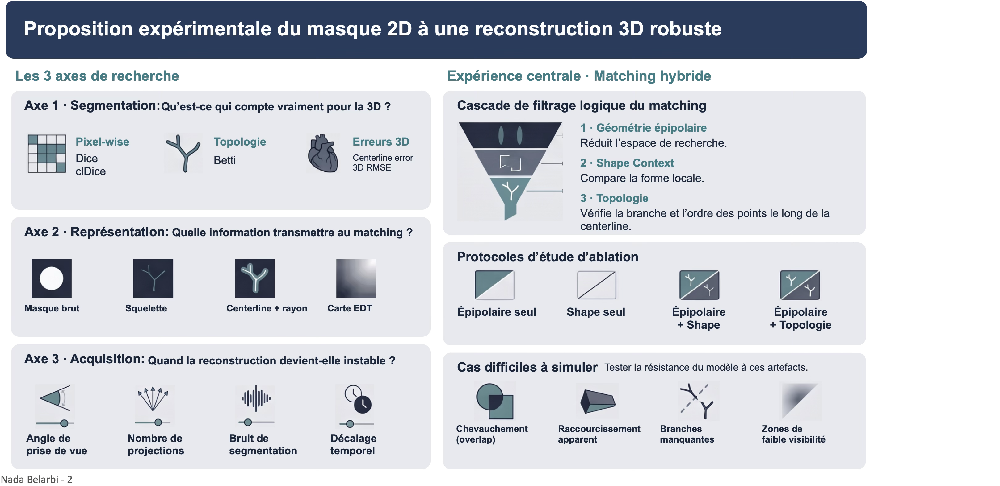 Proposition expérimentale du masque 2D à une reconstruction 3D robuste
Les 3 axes de recherche
Axe 1 · Segmentation: Qu’est-ce qui compte vraiment pour la 3D ?
Pixel-wise
Dice
clDice
Topologie
Betti
Erreurs 3D
Centerline error
3D RMSE
Axe 2 · Représentation: Quelle information transmettre au matching ?
Masque brut
Squelette
Centerline + rayon
Carte EDT
Axe 3 · Acquisition: Quand la reconstruction devient-elle instable ?
Angle de
prise de vue
Nombre de
projections
Bruit de
segmentation
Décalage
temporel
Expérience centrale · Matching hybride
Cascade de filtrage logique du matching
1 · Géométrie épipolaire
Réduit l’espace de recherche.
2 · Shape Context
Compare la forme locale.
3 · Topologie
Vérifie la branche et l’ordre des points le long de la
centerline.
Protocoles d’étude d’ablation
Épipolaire seul
Shape seul
Épipolaire
+ Shape
Épipolaire
+ Topologie
Cas difficiles à simuler Tester la résistance du modèle à ces artefacts.
Chevauchement
(overlap)
Raccourcissement
apparent
Branches
manquantes
Zones de
faible visibilité
Nada Belarbi - 2